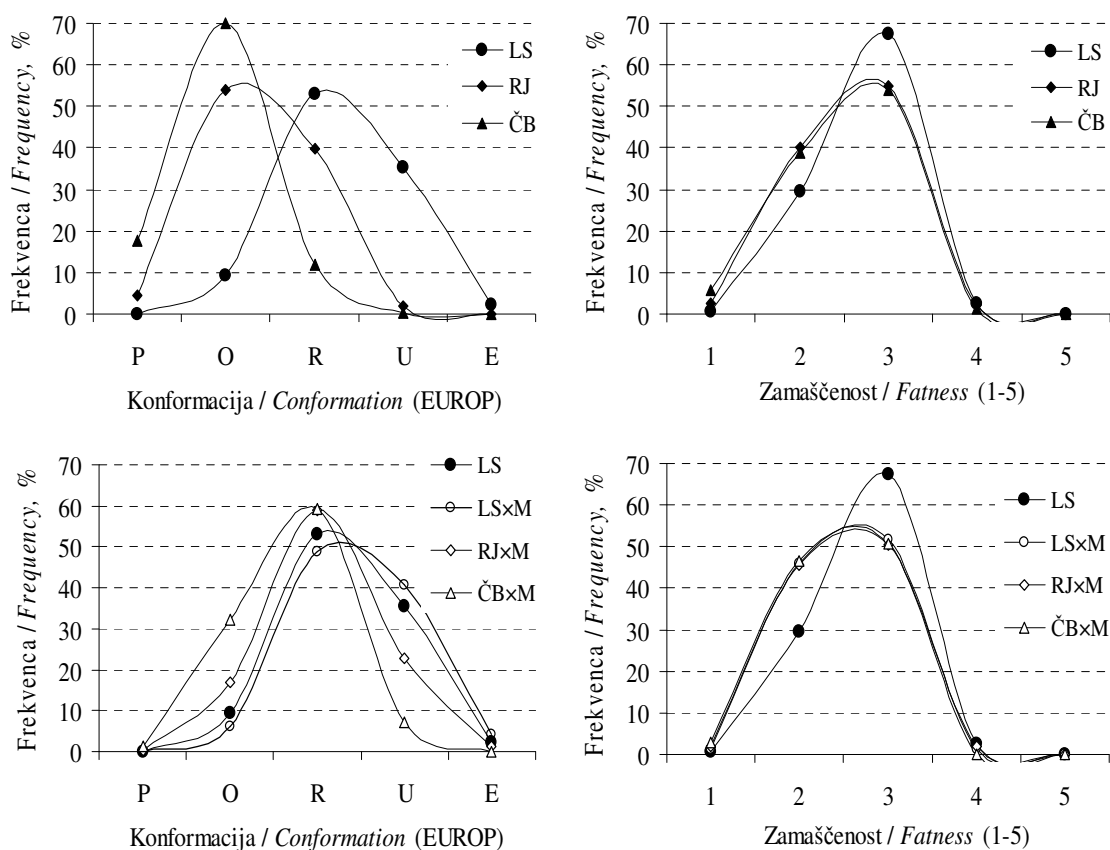 Frekvenca / Frequency, %
70
60
50
40
30
20
10
0
P O R U E
Konformacija / Conformation (EUROP)
LS
RJ
ČB
Frekvenca / Frequency, %
70
60
50
40
30
20
10
0
1 2 3 4 5
Zamaščenost / Fatness (1-5)
LS
RJ
ČB
Frekvenca / Frequency, %
70
60
50
40
30
20
10
0
P O R U E
Konformacija / Conformation (EUROP)
LS
LS×M
RJ×M
ČB×M
Frekvenca / Frequency, %
70
60
50
40
30
20
10
0
1 2 3 4 5
Zamaščenost / Fatness (1-5)
LS
LS×M
RJ×M
ČB×M